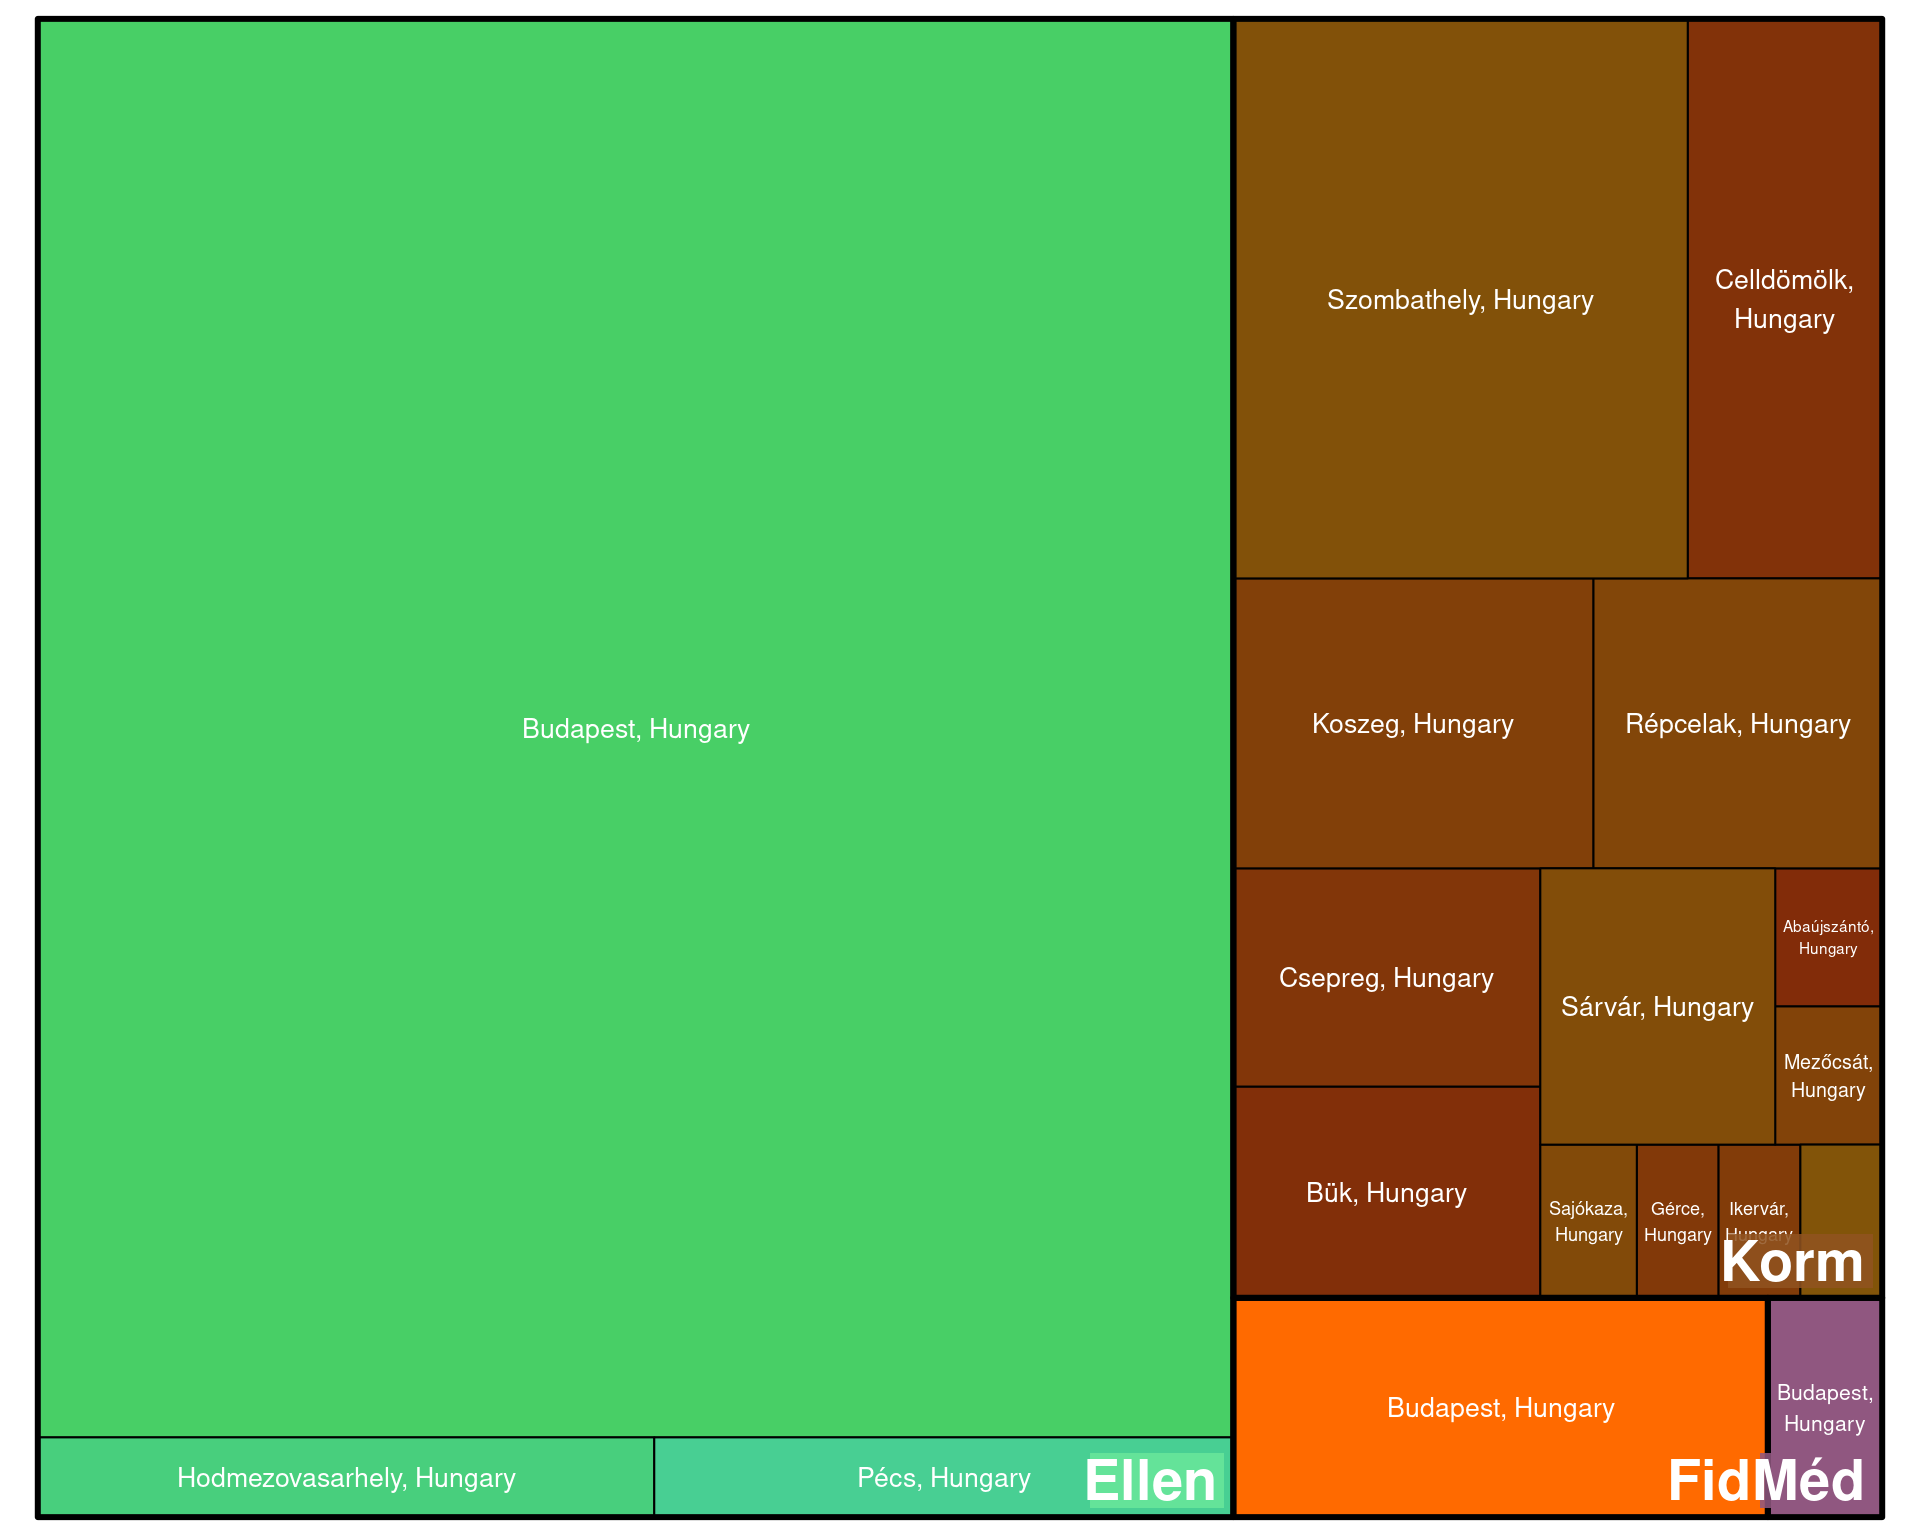 Budapest, Hungary
Hodmezovasarhely, Hungary
Pécs, Hungary
Ellen
Szombathely, Hungary
Celldömölk,
Hungary
Koszeg, Hungary
Répcelak, Hungary
Csepreg, Hungary
Bük, Hungary
Sárvár, Hungary
Abaújszántó,
Hungary
Mezőcsát,
Hungary
Sajókaza,
Hungary
Gérce,
Hungary
Ikervár,
Hungary
Korm
Budapest, Hungary
Budapest,
Hungary
FidMéd